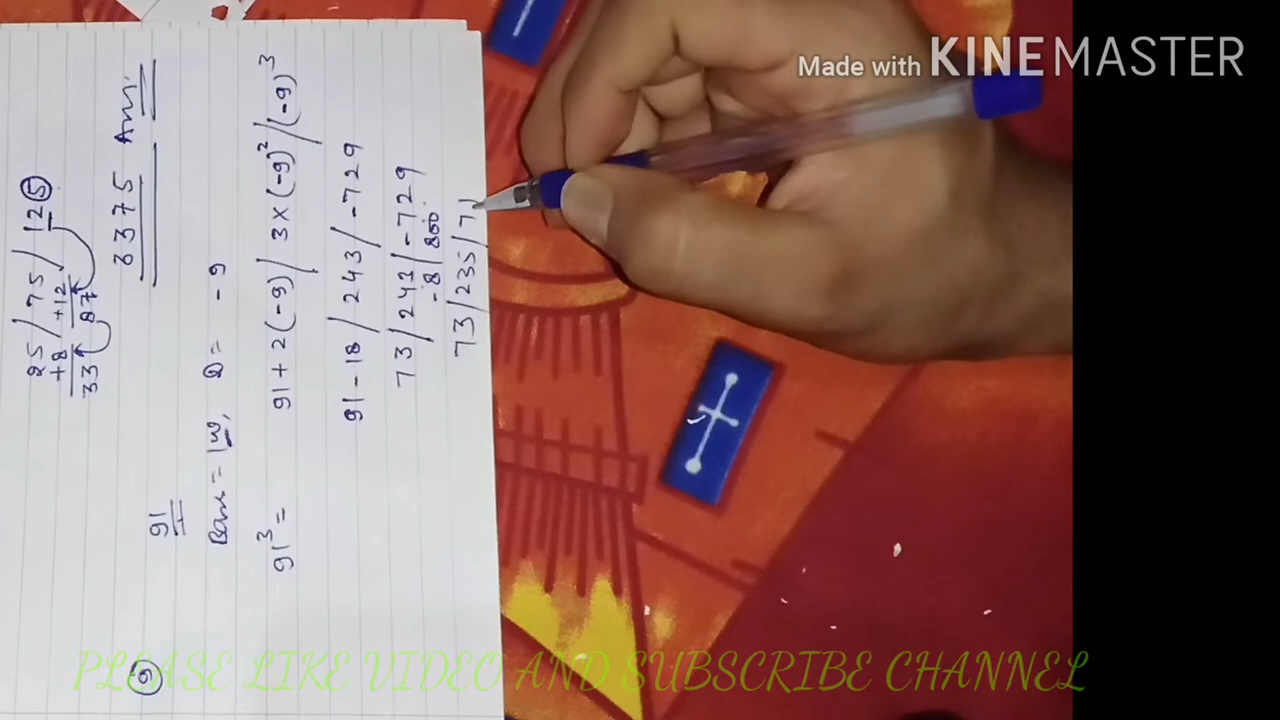 25 / 75 / 125
+8 / +12
33 87
3375 Ans.
91
Base = 100, D = -9
91³ = 91 + 2(-9) / 3×(-9)² / (-9)³
91 - 18 / 243 / -729
73 / 243 / -729
-8 / 800
73 / 235 / 7
Made with KINEMASTER
PLEASE LIKE VIDEO AND SUBSCRIBE CHANNEL